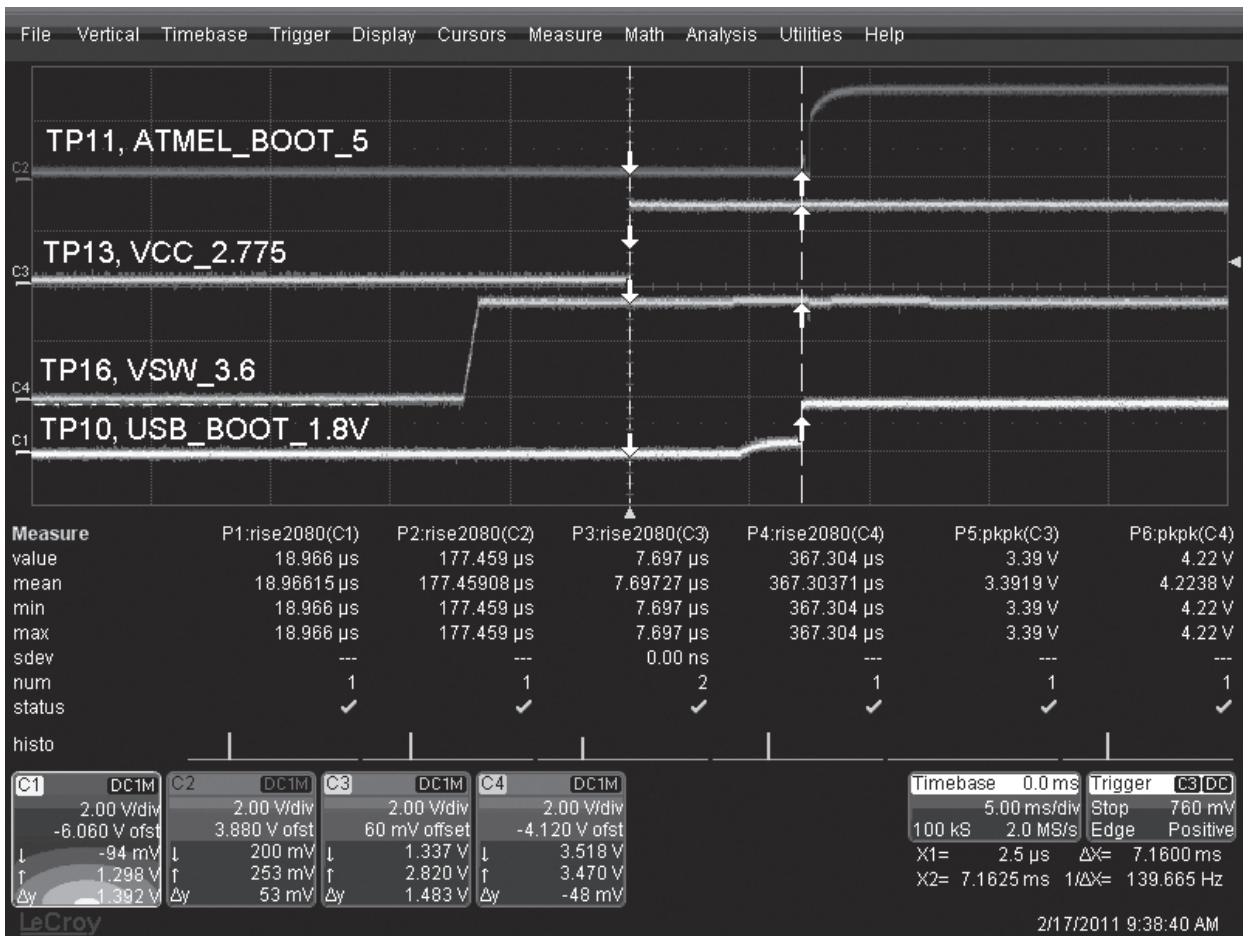 File Vertical Timebase Trigger Display Cursors Measure Math Analysis Utilities Help
TP11, ATMEL_BOOT_5
C2
TP13, VCC_2.775
C3
TP16, VSW_3.6
C4
TP10, USB_BOOT_1.8V
C1
Measure P1:rise2080(C1) P2:rise2080(C2) P3:rise2080(C3) P4:rise2080(C4) P5:pkpk(C3) P6:pkpk(C4)
value 18.966 µs 177.459 µs 7.697 µs 367.304 µs 3.39 V 4.22 V
mean 18.96615 µs 177.45908 µs 7.69727 µs 367.30371 µs 3.3919 V 4.2238 V
min 18.966 µs 177.459 µs 7.697 µs 367.304 µs 3.39 V 4.22 V
max 18.966 µs 177.459 µs 7.697 µs 367.304 µs 3.39 V 4.22 V
sdev --- --- 0.00 ns --- --- ---
num 1 1 2 1 1 1
status ✓ ✓ ✓ ✓ ✓ ✓
histo
C1 DC1M
2.00 V/div
-6.060 V ofst
↓ -94 mV
↑ 1.298 V
Δy 1.392 V
C2 DC1M
2.00 V/div
3.880 V ofst
↓ 200 mV
↑ 253 mV
Δy 53 mV
C3 DC1M
2.00 V/div
60 mV offset
↓ 1.337 V
↑ 2.820 V
Δy 1.483 V
C4 DC1M
2.00 V/div
-4.120 V ofst
↓ 3.518 V
↑ 3.470 V
Δy -48 mV
Timebase 0.0 ms
5.00 ms/div
100 kS 2.0 MS/s
Trigger C3 DC
Stop 760 mV
Edge Positive
X1= 2.5 µs ΔX= 7.1600 ms
X2= 7.1625 ms 1/ΔX= 139.665 Hz
LeCroy
2/17/2011 9:38:40 AM